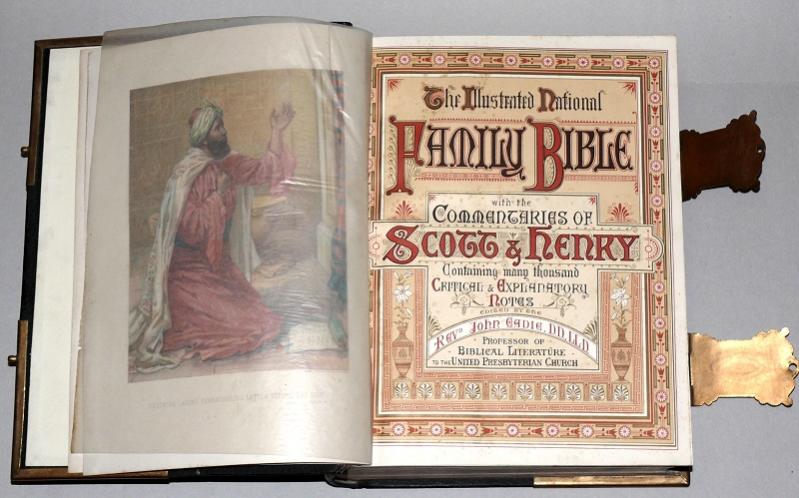 The Illustrated National
FAMILY BIBLE
with the
COMMENTARIES OF
SCOTT & HENRY
Containing many thousand
CRITICAL & EXPLANATORY
NOTES
EDITED BY THE
REVD. JOHN EADIE, DD, LLD.
PROFESSOR OF
BIBLICAL LITERATURE
TO THE UNITED PRESBYTERIAN CHURCH